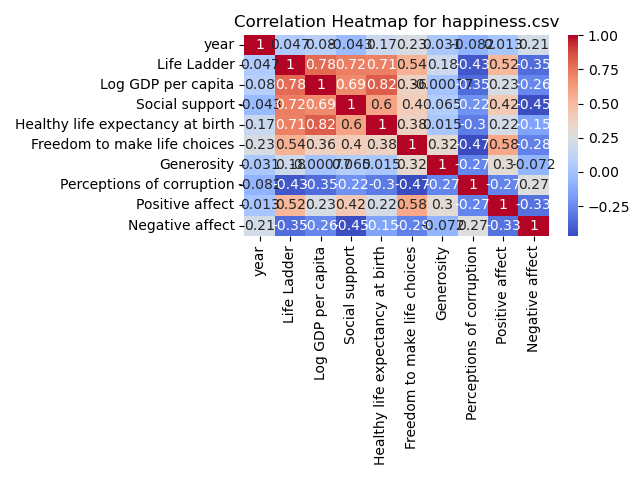 Correlation Heatmap for happiness.csv
year 1 0.047 0.08 -0.043 0.17 0.23 0.031 -0.082 0.013 0.21
Life Ladder 0.047 1 0.78 0.72 0.71 0.54 0.18 -0.43 0.52 -0.35
Log GDP per capita 0.08 0.78 1 0.69 0.82 0.36 -0.35 0.23 -0.26
Social support -0.043 0.72 0.69 1 0.6 0.4 0.065 -0.22 0.42 -0.45
Healthy life expectancy at birth 0.17 0.71 0.82 0.6 1 0.38 0.015 -0.3 0.22 -0.15
Freedom to make life choices 0.23 0.54 0.36 0.4 0.38 1 0.32 -0.47 0.58 -0.28
Generosity 0.031 0.18 0.00077 0.065 0.015 0.32 1 -0.27 0.3 -0.072
Perceptions of corruption -0.082 -0.43 -0.35 -0.22 -0.3 -0.47 -0.27 1 -0.27 0.27
Positive affect 0.013 0.52 0.23 0.42 0.22 0.58 0.3 -0.27 1 -0.33
Negative affect 0.21 -0.35 -0.26 -0.45 -0.15 -0.28 -0.072 0.27 -0.33 1
year
Life Ladder
Log GDP per capita
Social support
Healthy life expectancy at birth
Freedom to make life choices
Generosity
Perceptions of corruption
Positive affect
Negative affect
1.00
0.75
0.50
0.25
0.00
−0.25